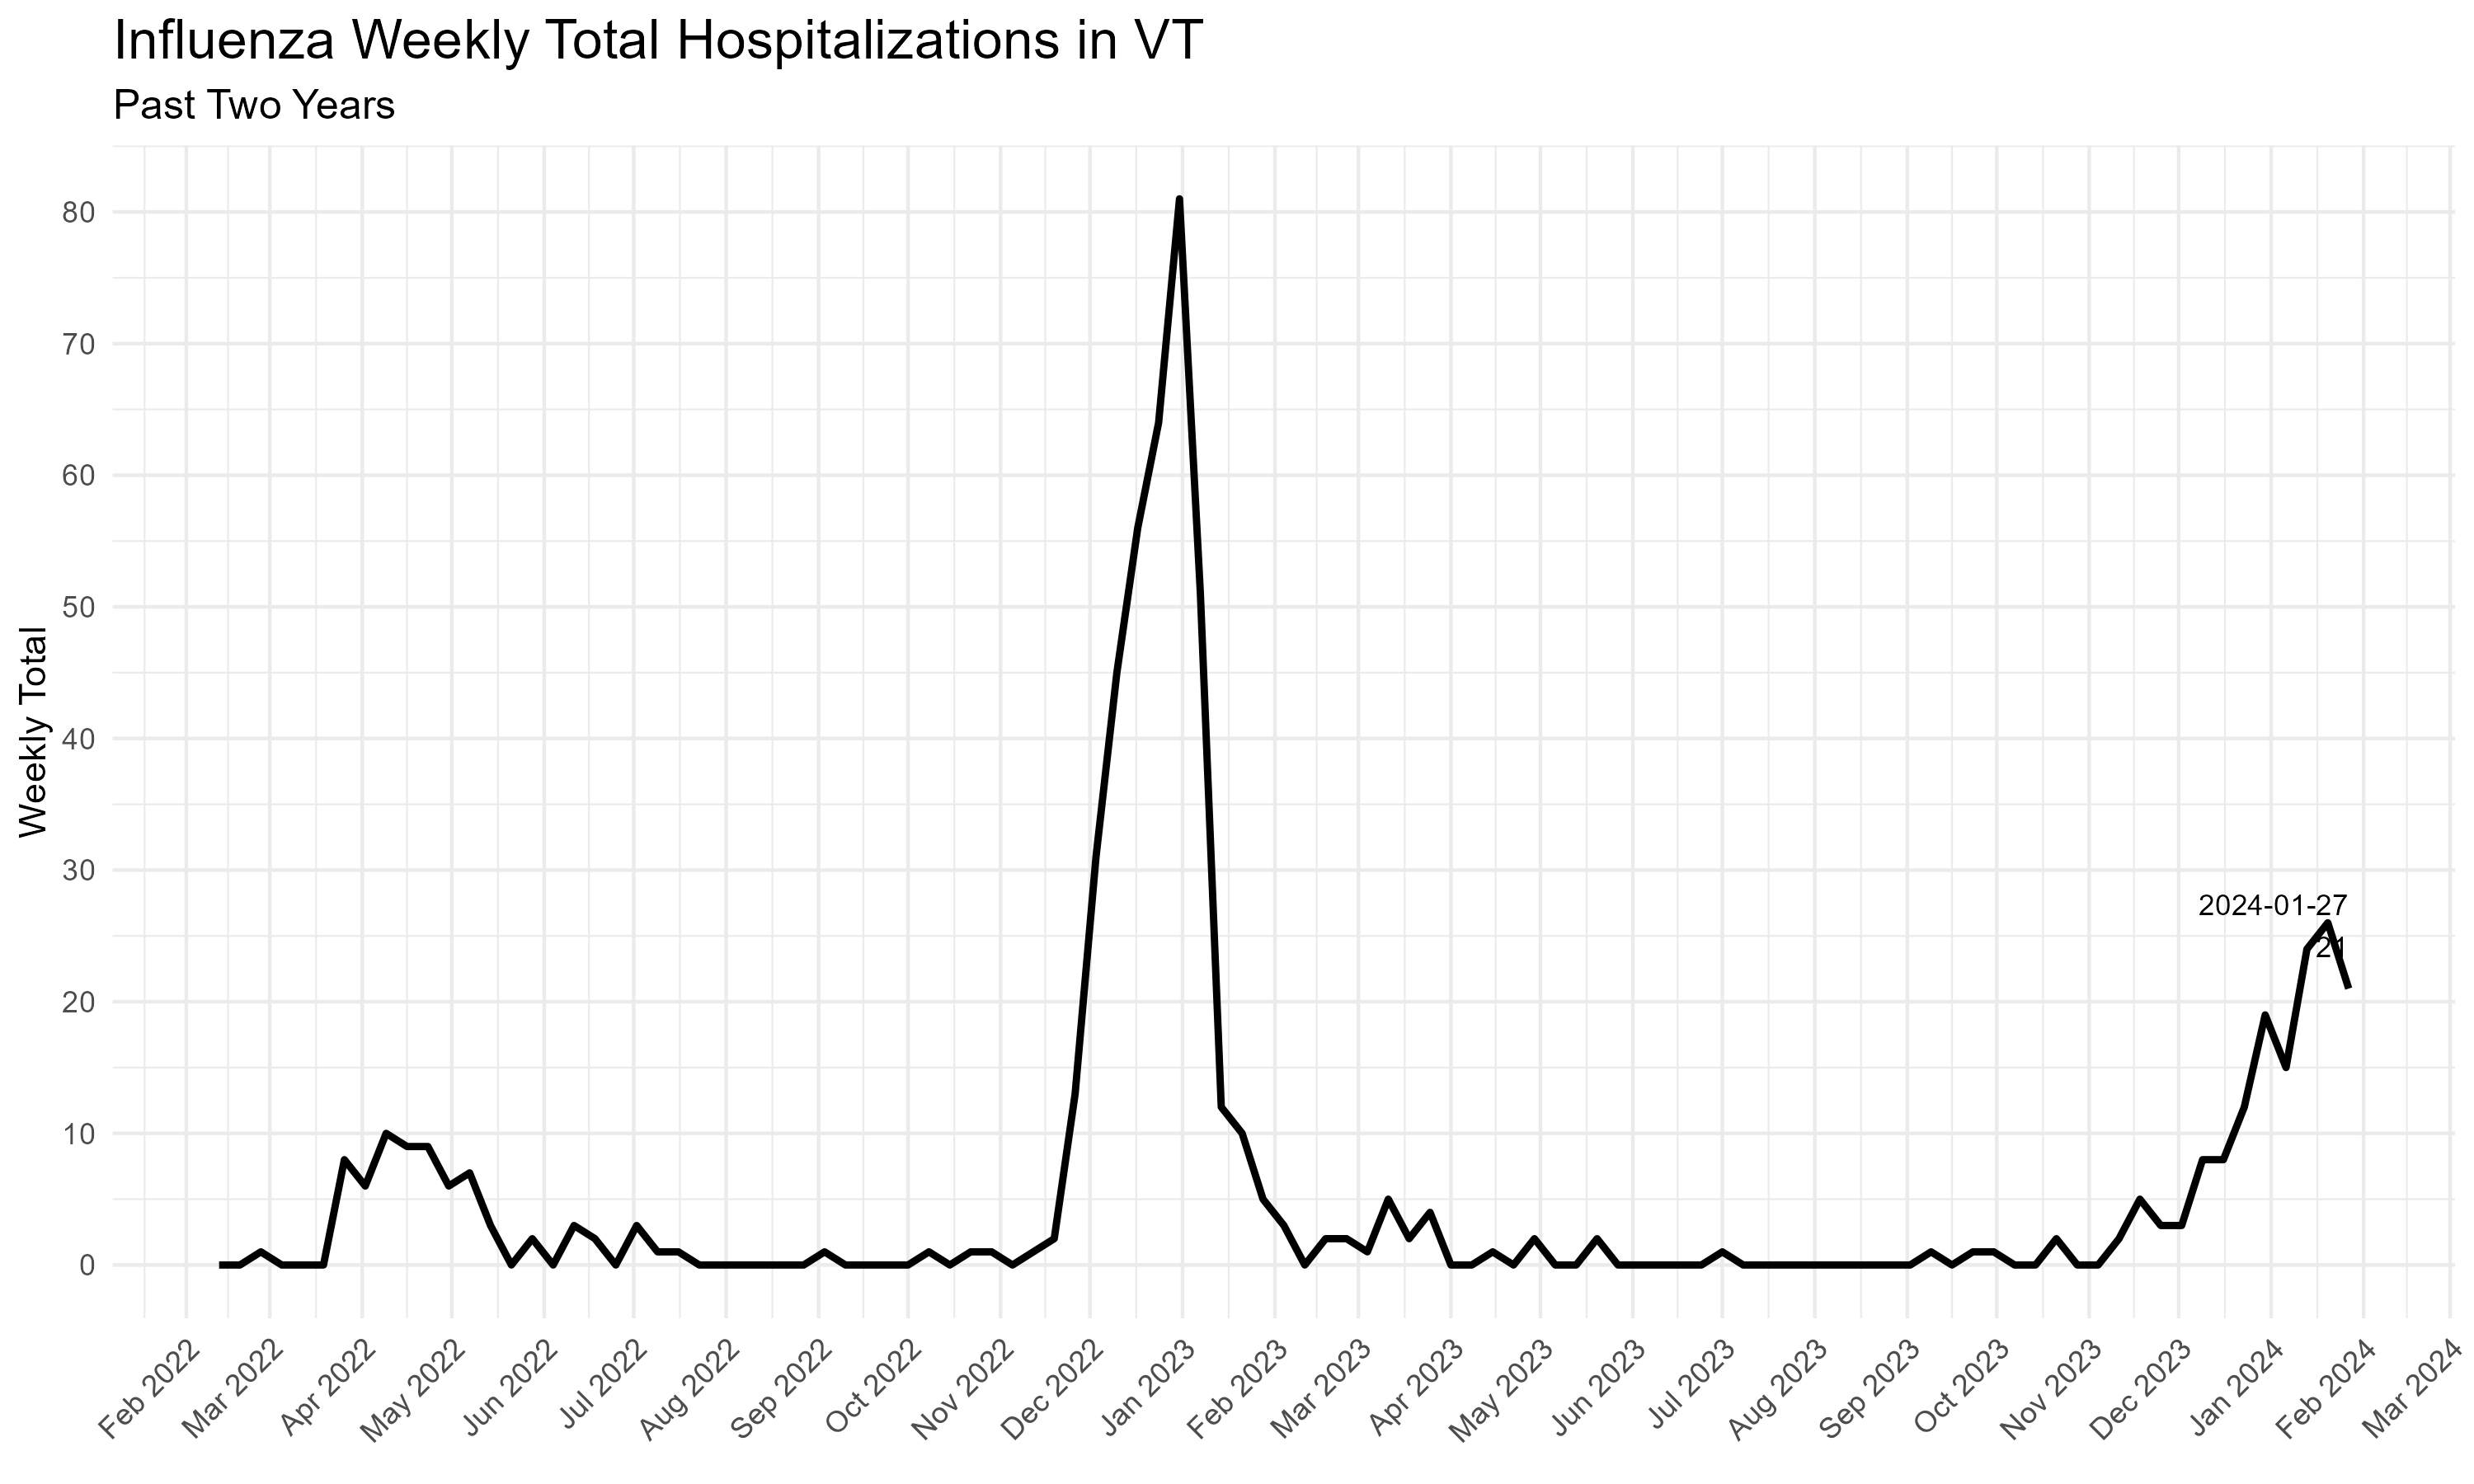 Influenza Weekly Total Hospitalizations in VT
Past Two Years
Weekly Total
80
70
60
50
40
30
20
10
0
2024-01-27
21
Feb 2022
Mar 2022
Apr 2022
May 2022
Jun 2022
Jul 2022
Aug 2022
Sep 2022
Oct 2022
Nov 2022
Dec 2022
Jan 2023
Feb 2023
Mar 2023
Apr 2023
May 2023
Jun 2023
Jul 2023
Aug 2023
Sep 2023
Oct 2023
Nov 2023
Dec 2023
Jan 2024
Feb 2024
Mar 2024